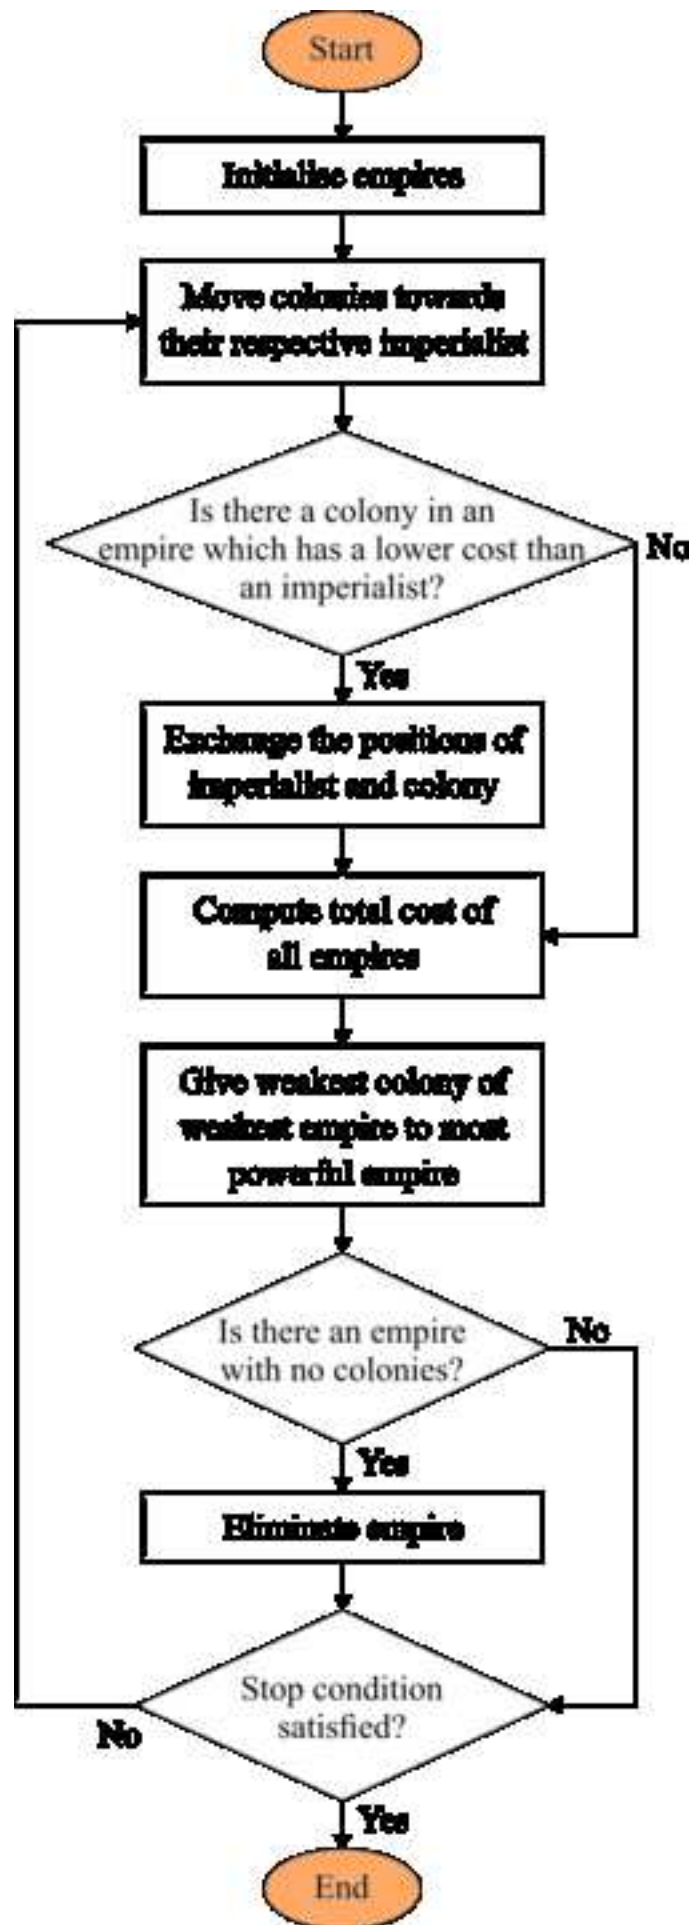 Start
Initialise empires
Move colonies towards
their respective imperialist
Is there a colony in an
empire which has a lower cost than
an imperialist?
No
Yes
Exchange the positions of
imperialist and colony
Compute total cost of
all empires
Give weakest colony of
weakest empire to most
powerful empire
Is there an empire
with no colonies?
No
Yes
Eliminate empire
Stop condition
satisfied?
No
Yes
End